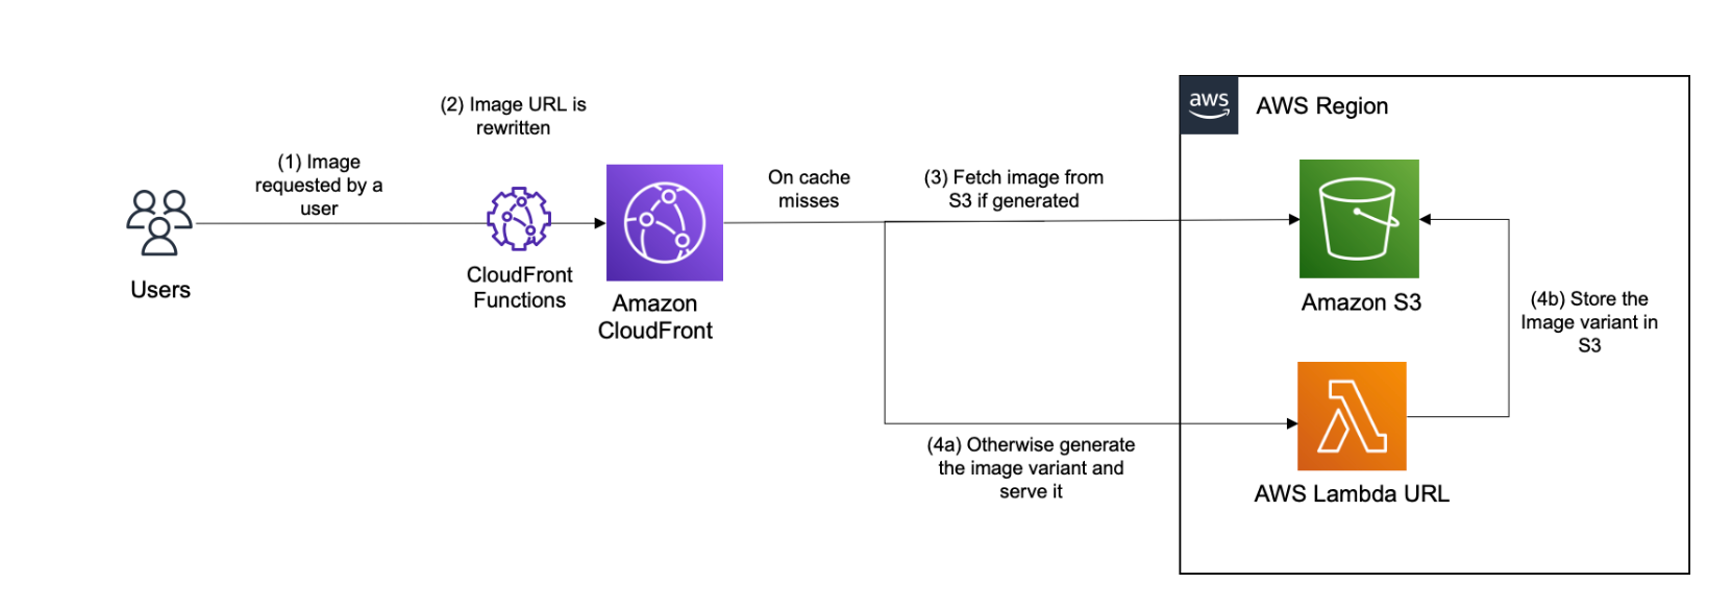 (2) Image URL is
rewritten
(1) Image
requested by a
user
Users
CloudFront
Functions
Amazon
CloudFront
On cache
misses
(3) Fetch image from
S3 if generated
(4a) Otherwise generate
the image variant and
serve it
aws
AWS Region
Amazon S3
(4b) Store the
Image variant in
S3
AWS Lambda URL